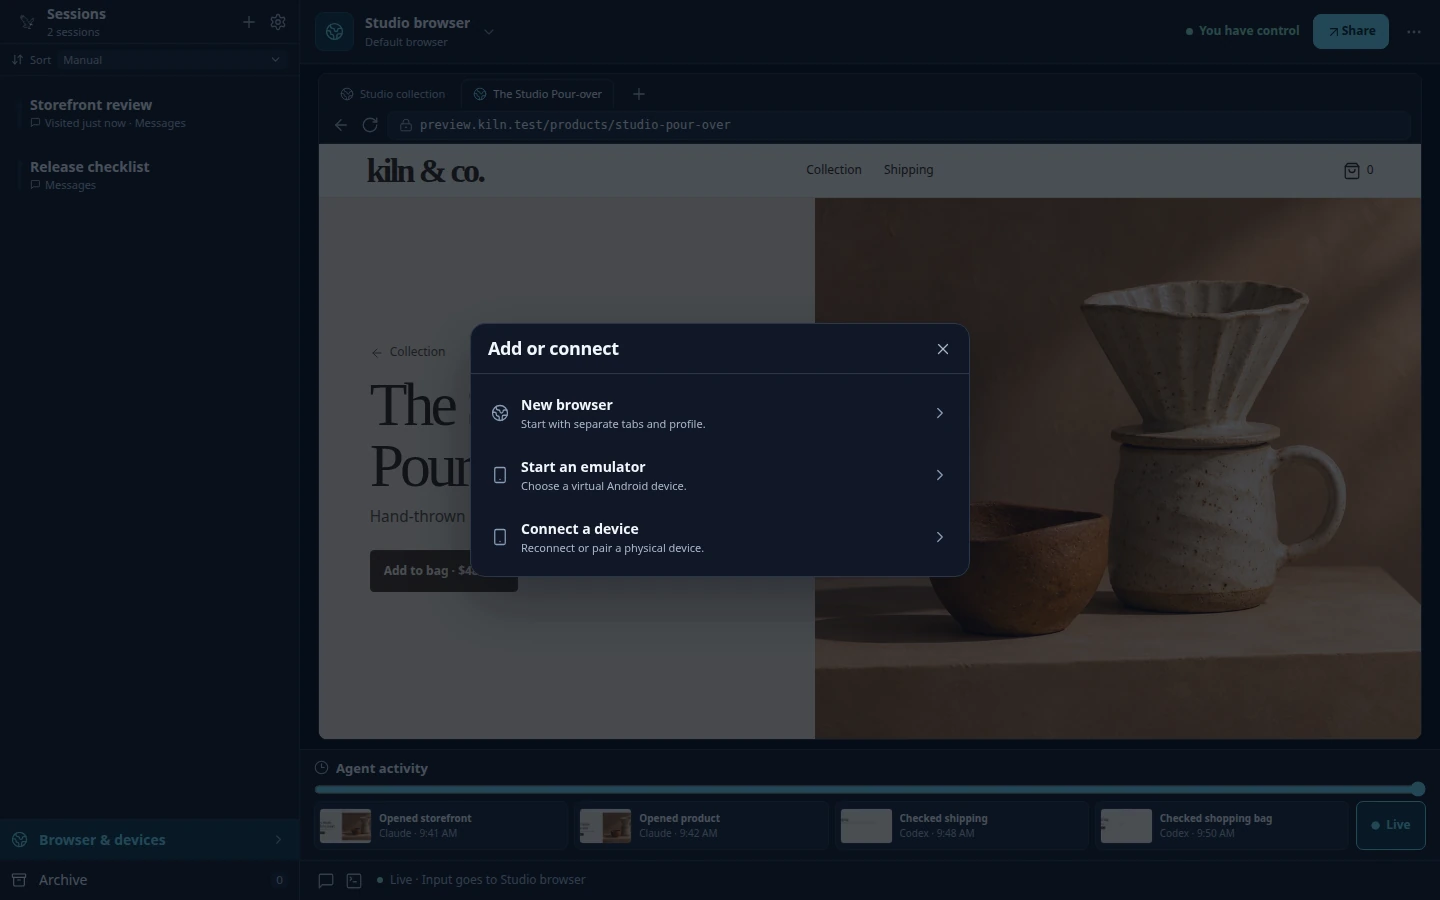 Sessions
2 sessions
Sort Manual
Storefront review
Visited just now · Messages
Release checklist
Messages
Browser & devices
Archive 0
Studio browser
Default browser
You have control
Share
Studio collection
The Studio Pour-over
preview.kiln.test/products/studio-pour-over
kiln & co.
Collection
Shipping
0
Collection
The
Pour
Hand-thrown
Add to bag · $4
Add or connect
New browser
Start with separate tabs and profile.
Start an emulator
Choose a virtual Android device.
Connect a device
Reconnect or pair a physical device.
Agent activity
Opened storefront
Claude · 9:41 AM
Opened product
Claude · 9:42 AM
Checked shipping
Codex · 9:48 AM
Checked shipping bag
Codex · 9:50 AM
Live
Live · Input goes to Studio browser